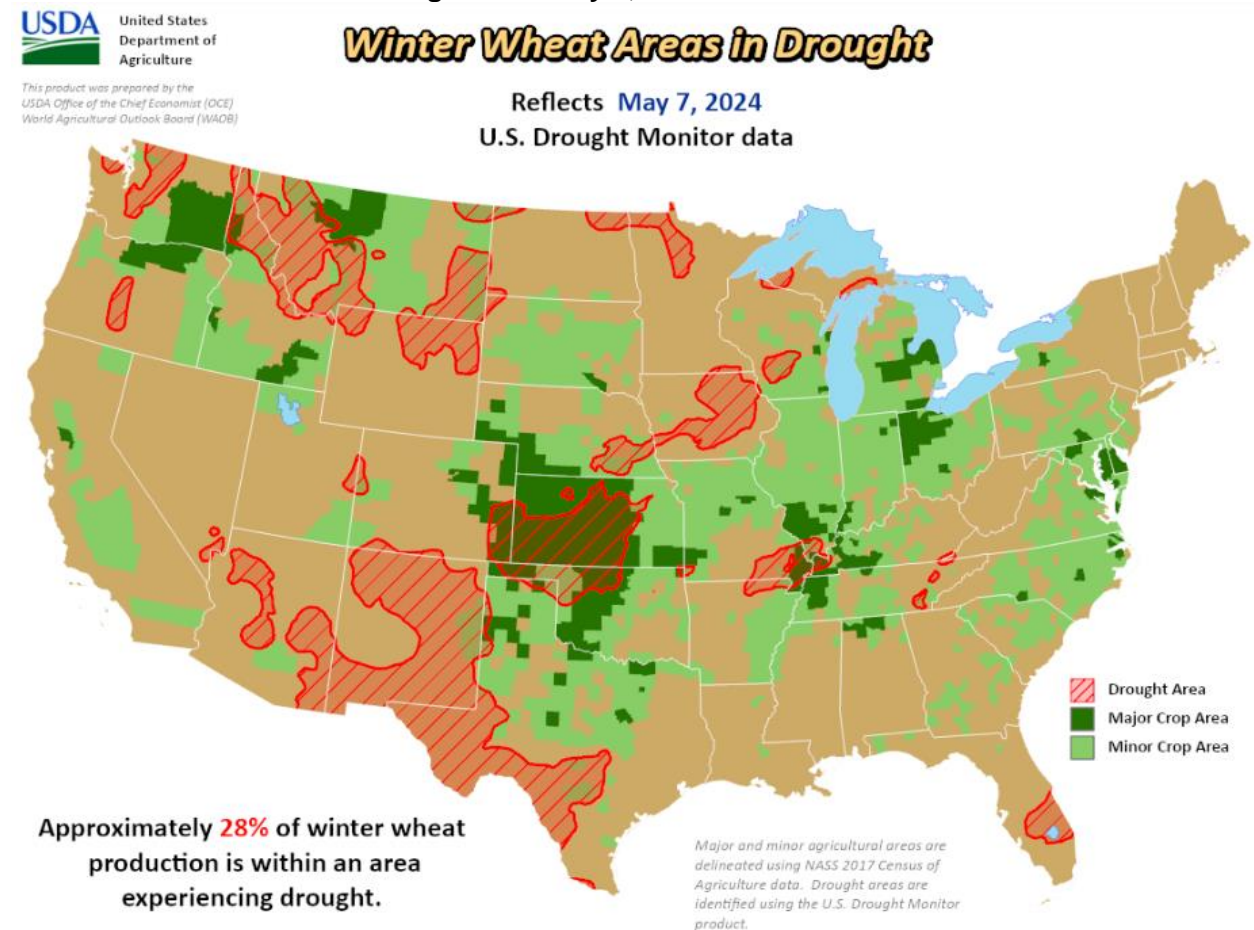 USDA
United States
Department of
Agriculture
This product was prepared by the
USDA Office of the Chief Economist (OCE)
World Agricultural Outlook Board (WAOB)
Winter Wheat Areas in Drought
Reflects May 7, 2024
U.S. Drought Monitor data
Drought Area
Major Crop Area
Minor Crop Area
Approximately 28% of winter wheat
production is within an area
experiencing drought.
Major and minor agricultural areas are
delineated using NASS 2017 Census of
Agriculture data. Drought areas are
identified using the U.S. Drought Monitor
product.